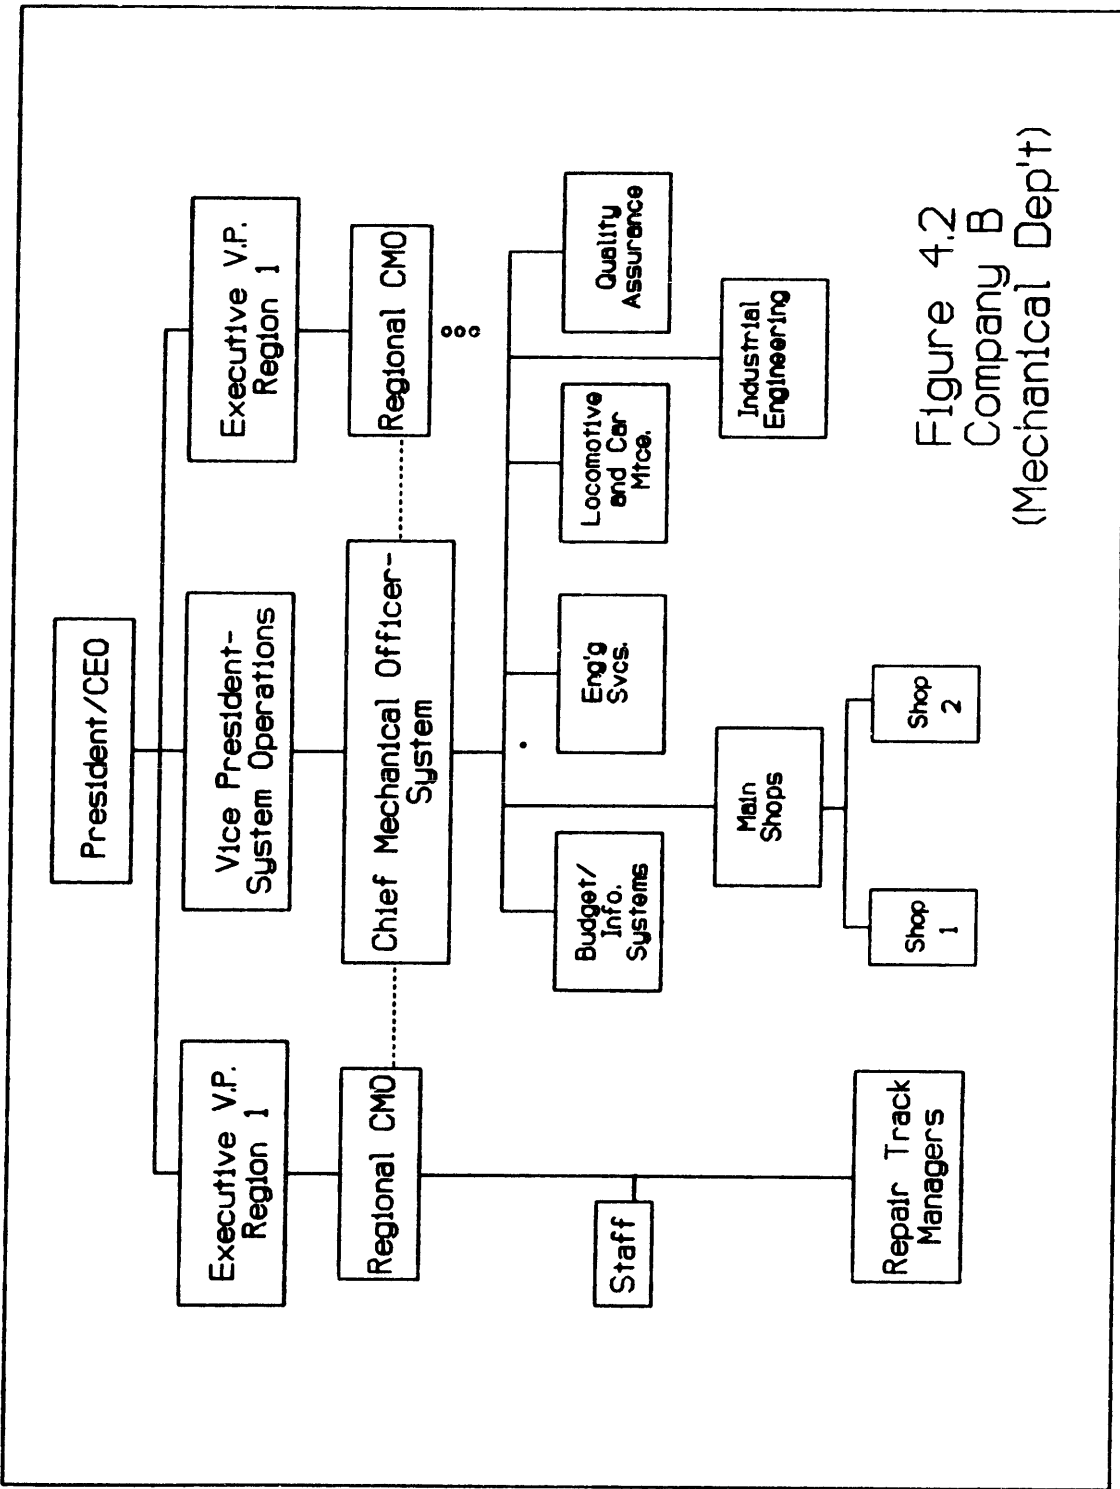 President/CEO
Executive V.P.
Region 1
Vice President-
System Operations
Executive V.P.
Region 1
Regional CMO
Chief Mechanical Officer-
System
Regional CMO
Budget/
Info.
Systems
Eng'g
Svcs.
Locomotive
and Car
Mtce.
Quality
Assurance
Staff
Main
Shops
Industrial
Engineering
Repair Track
Managers
Shop
1
Shop
2
Figure 4.2
Company B
(Mechanical Dep't)